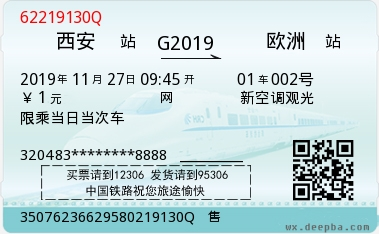 62219130Q
西安 站 G2019 欧洲 站
2019年 11月 27日 09:45 开 01车 002号
￥1元 网 新空调观光
限乘当日当次车
320483********8888
买票请到12306 发货请到95306
中国铁路祝您旅途愉快
35076236629580219130Q 售
wx.deepba.com